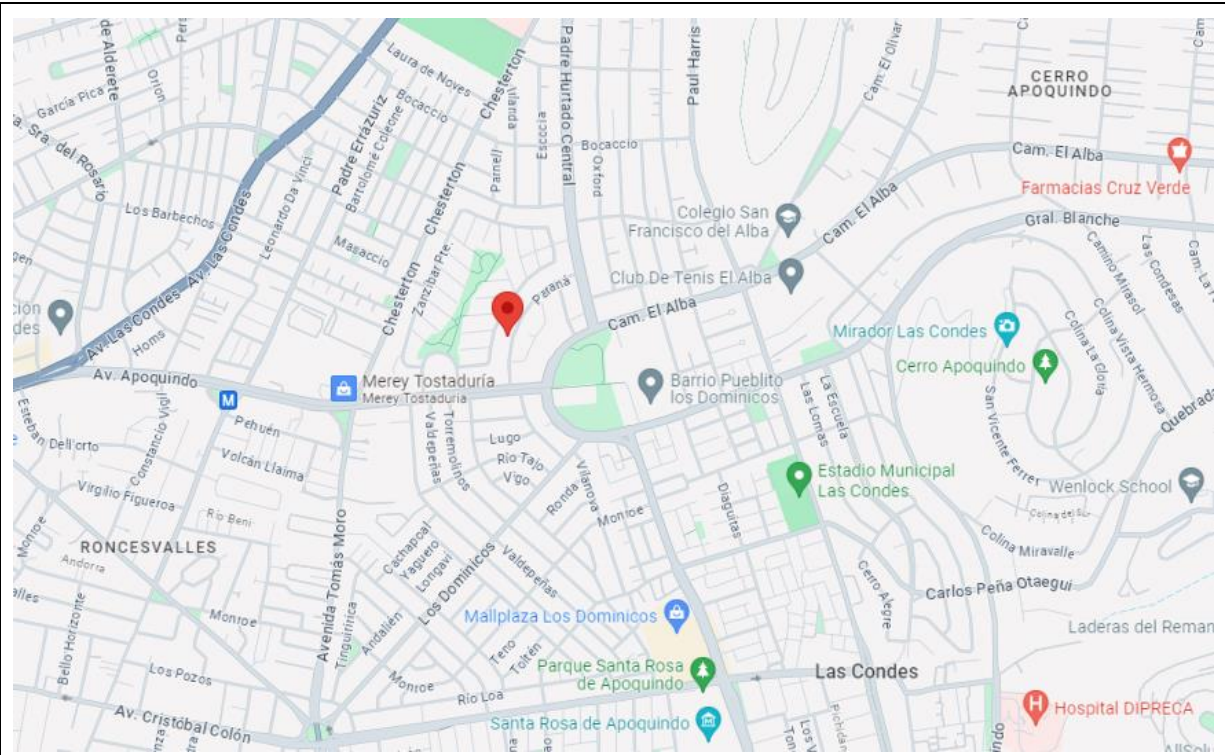 de Alderete
Orion
García Pica
ra. Sra. del Rosario
Los Barbechos
Leonardo Da Vinci
Padre Errázuriz
Bartolomé Coleone
Laura de Noves
Bocaccio
Chesterton
Masaccio
Chesterton
Chesterton
Zanzíbar Pte.
Parnell
Irlanda
Escocia
Padre Hurtado Central
Bocaccio
Oxford
Paul Harris
Cam. El Olivar
CERRO
APOQUINDO
Cam. El Alba
Farmacias Cruz Verde
Gral. Blanche
Colegio San
Francisco del Alba
Cam. El Alba
Club De Tenis El Alba
Cam. El Alba
Paraná
Camino Mirasol
Las Condesas
Mirador Las Condes
Cerro Apoquindo
Colina La Gloria
Colina Vista Hermosa
Quebrada
San Vicente Ferrer
Av. Las Condes
Av. Las Condes
Homs
Av. Apoquindo
M
Merey Tostaduría
Merey Tostaduria
Barrio Pueblito
los Dominicos
La Escuela
Las Lomas
Esteban Dell'orto
Constancio Vigil
Pehuén
Volcán Llaima
Virgilio Figueroa
Río Beni
Monroe
RONCESVALLES
Andorra
Bello Horizonte
Monroe
Los Pozos
Av. Cristóbal Colón
Avenida Tomás Moro
Tinguiririca
Andalién
Cachapoal
Yaguero
Longaví
Los Dominicos
Valdepeñas
Torremolinos
Lugo
Río Tajo
Vigo
Ronda
Vilanova
Monroe
Valdepeñas
Diaguitas
Estadio Municipal
Las Condes
Wenlock School
Colina del Sur
Colina Miravalle
Carlos Peña Otaegui
Cerro Alegre
Laderas del Reman
Mallplaza Los Dominicos
Teno
Toltén
Monroe
Río Loa
Parque Santa Rosa
de Apoquindo
Santa Rosa de Apoquindo
Las Condes
Hospital DIPRECA